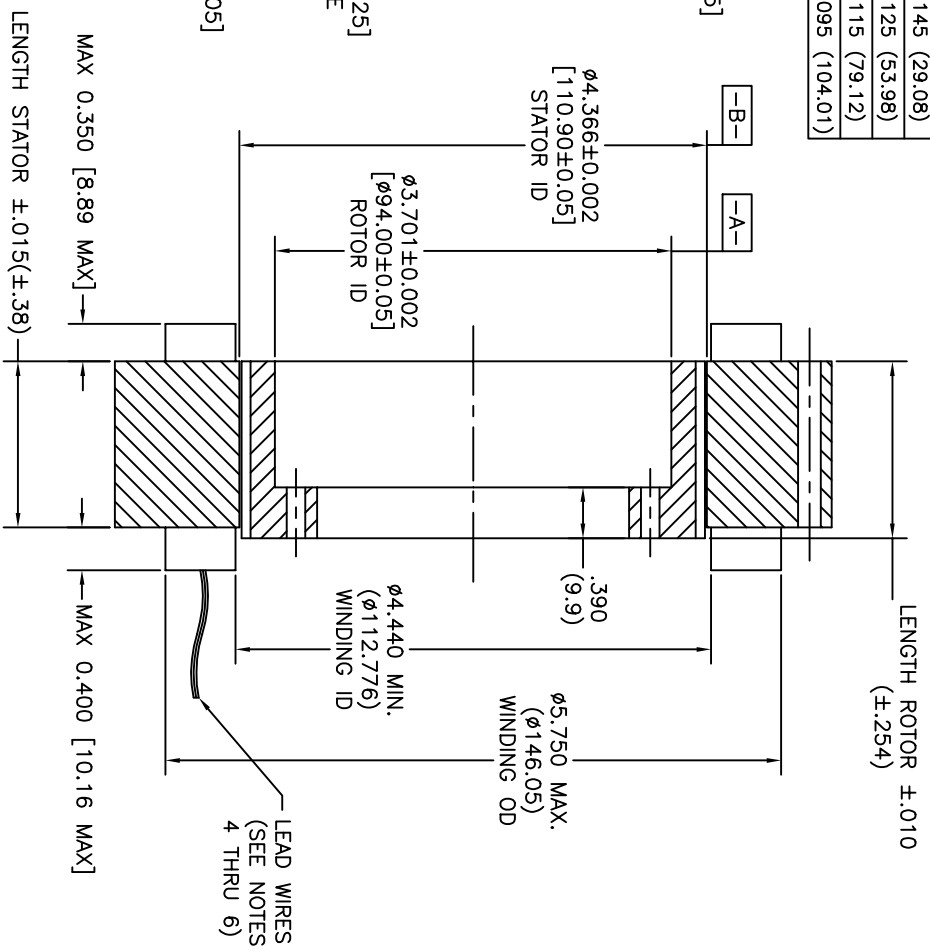 145 (29.08)
125 (53.98)
115 (79.12)
095 (104.01)
5]
25]
E
05]
-B-
-A-
ø4.366±0.002
[110.90±0.05]
STATOR ID
ø3.701±0.002
[ø94.00±0.05]
ROTOR ID
LENGTH ROTOR ±.010
(±.254)
.390
(9.9)
ø4.440 MIN.
(ø112.776)
WINDING ID
ø5.750 MAX.
(ø146.05)
WINDING OD
MAX 0.350 [8.89 MAX]
MAX 0.400 [10.16 MAX]
LENGTH STATOR ±.015(±.38)
LEAD WIRES
(SEE NOTES
4 THRU 6)